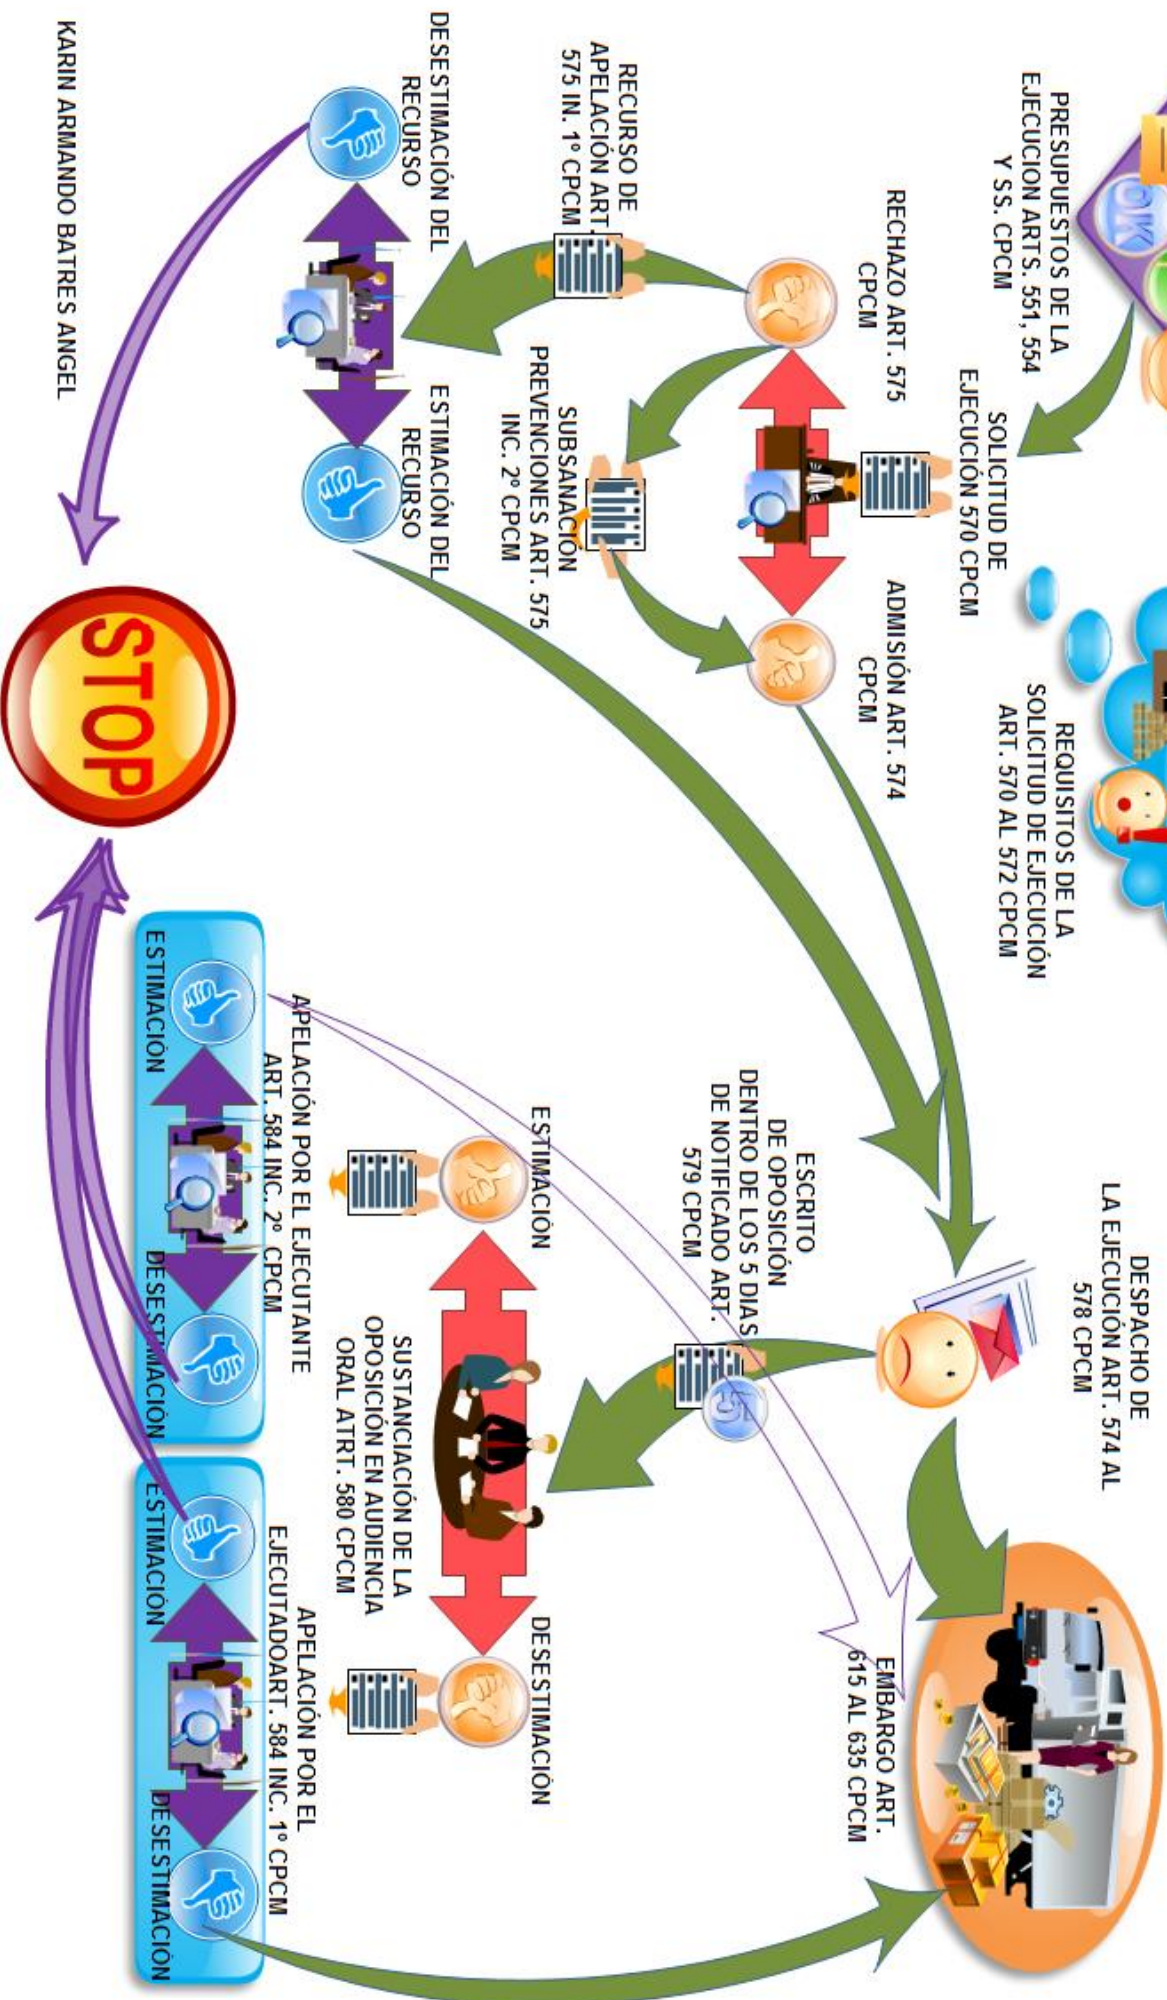 PRESUPUESTOS DE LA
EJECUCION ARTS. 551, 554
Y SS. CPCM
OK
SOLICITUD DE
EJECUCIÓN 570 CPCM
REQUISITOS DE LA
SOLICITUD DE EJECUCIÓN
ART. 570 AL 572 CPCM
RECHAZO ART. 575
CPCM
ADMISIÓN ART. 574
CPCM
DESPACHO DE
LA EJECUCIÓN ART. 574 AL
578 CPCM
RECURSO DE
APELACIÓN ART.
575 IN. 1º CPCM
SUBSANACIÓN
PREVENCIONES ART. 575
INC. 2º CPCM
ESCRITO
DE OPOSICIÓN
DENTRO DE LOS 5 DIAS
DE NOTIFICADO ART.
579 CPCM
5
EMBARGO ART.
615 AL 635 CPCM
DESESTIMACIÓN DEL
RECURSO
ESTIMACIÓN DEL
RECURSO
ESTIMACIÓN
DESESTIMACIÓN
SUSTANCIACIÓN DE LA
OPOSICIÓN EN AUDIENCIA
ORAL ATRT. 580 CPCM
APELACIÓN POR EL EJECUTANTE
ART. 584 INC. 2º CPCM
APELACIÓN POR EL
EJECUTADOART. 584 INC. 1º CPCM
ESTIMACIÓN
DESESTIMACIÓN
ESTIMACIÓN
DESESTIMACIÓN
KARIN ARMANDO BATRES ANGEL
STOP